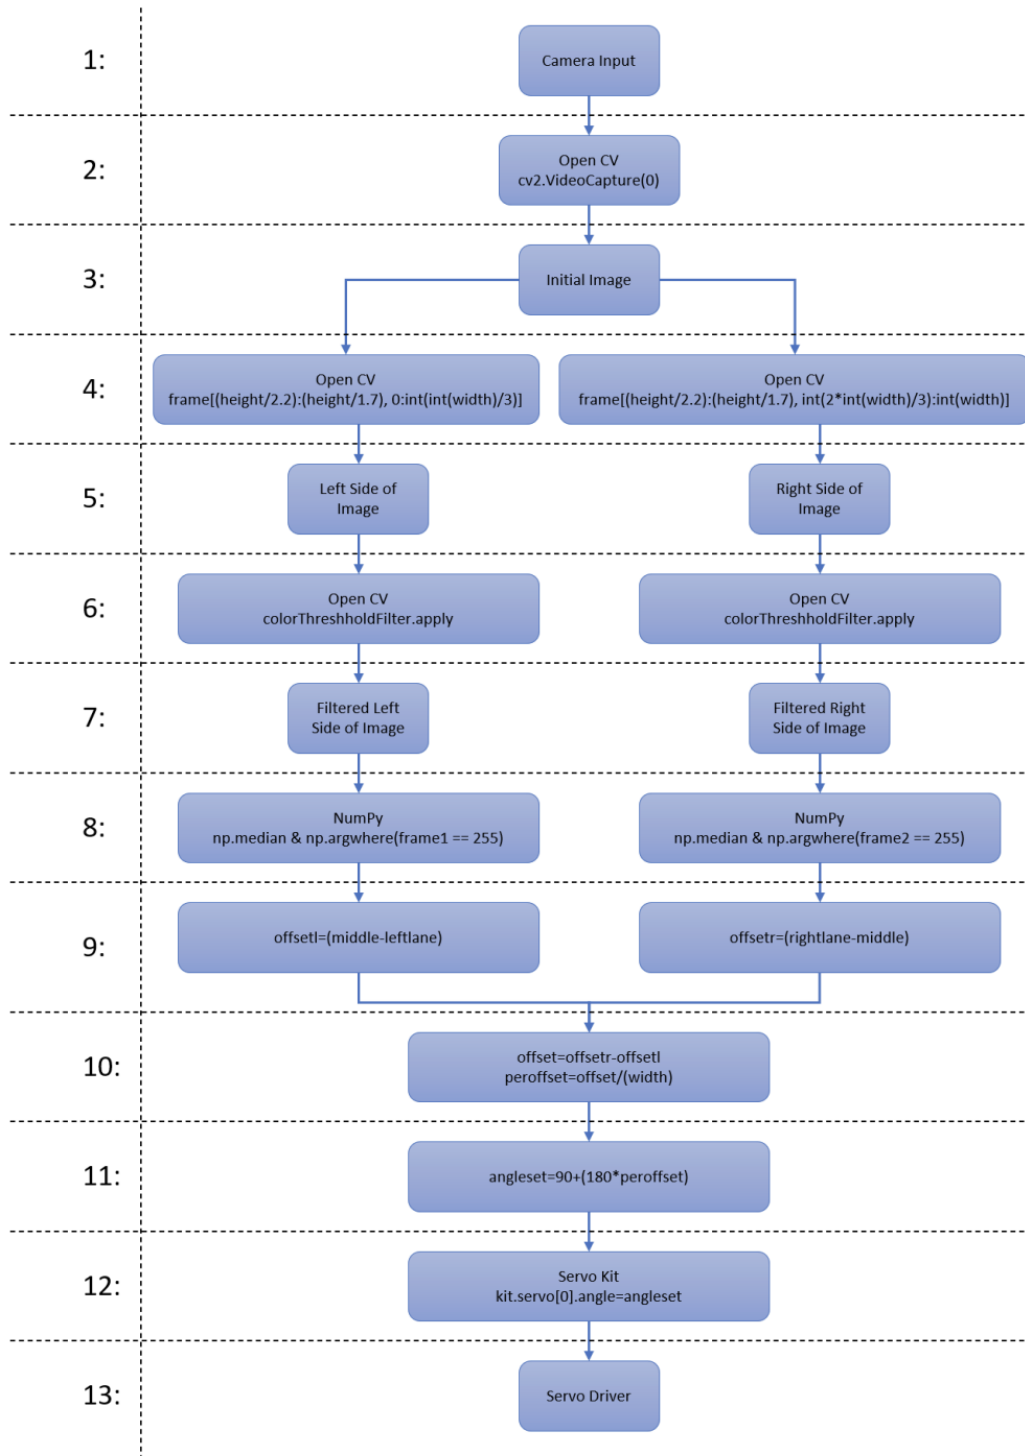 1:
Camera Input
2:
Open CV
cv2.VideoCapture(0)
3:
Initial Image
4:
Open CV
frame[(height/2.2):(height/1.7), 0:int(int(width)/3)]
Open CV
frame[(height/2.2):(height/1.7), int(2*int(width)/3):int(width)]
5:
Left Side of
Image
Right Side of
Image
6:
Open CV
colorThreshholdFilter.apply
Open CV
colorThreshholdFilter.apply
7:
Filtered Left
Side of Image
Filtered Right
Side of Image
8:
NumPy
np.median & np.argwhere(frame1 == 255)
NumPy
np.median & np.argwhere(frame2 == 255)
9:
offsetl=(middle-leftlane)
offsetr=(rightlane-middle)
10:
offset=offsetr-offsetl
peroffset=offset/(width)
11:
angleset=90+(180*peroffset)
12:
Servo Kit
kit.servo[0].angle=angleset
13:
Servo Driver